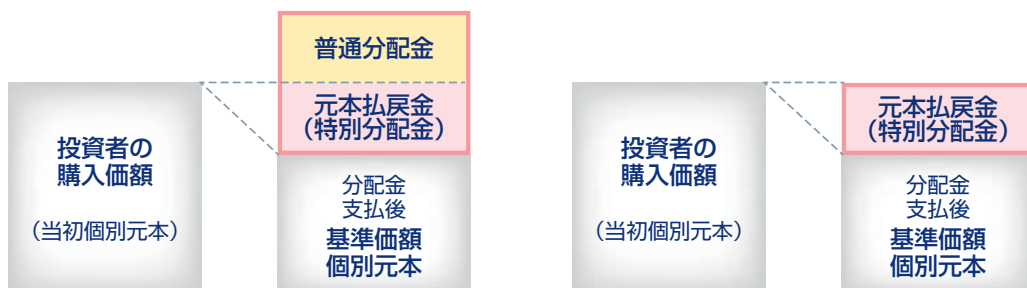 普通分配金
元本払戻金
（特別分配金）
投資者の
購入価額
（当初個別元本）
分配金
支払後
基準価額
個別元本
元本払戻金
（特別分配金）
投資者の
購入価額
（当初個別元本）
分配金
支払後
基準価額
個別元本